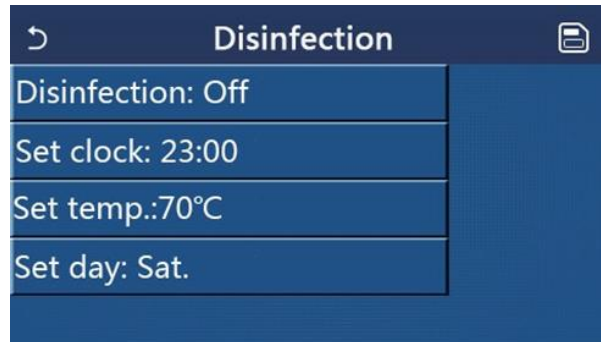 Disinfection
Disinfection: Off
Set clock: 23:00
Set temp.:70℃
Set day: Sat.